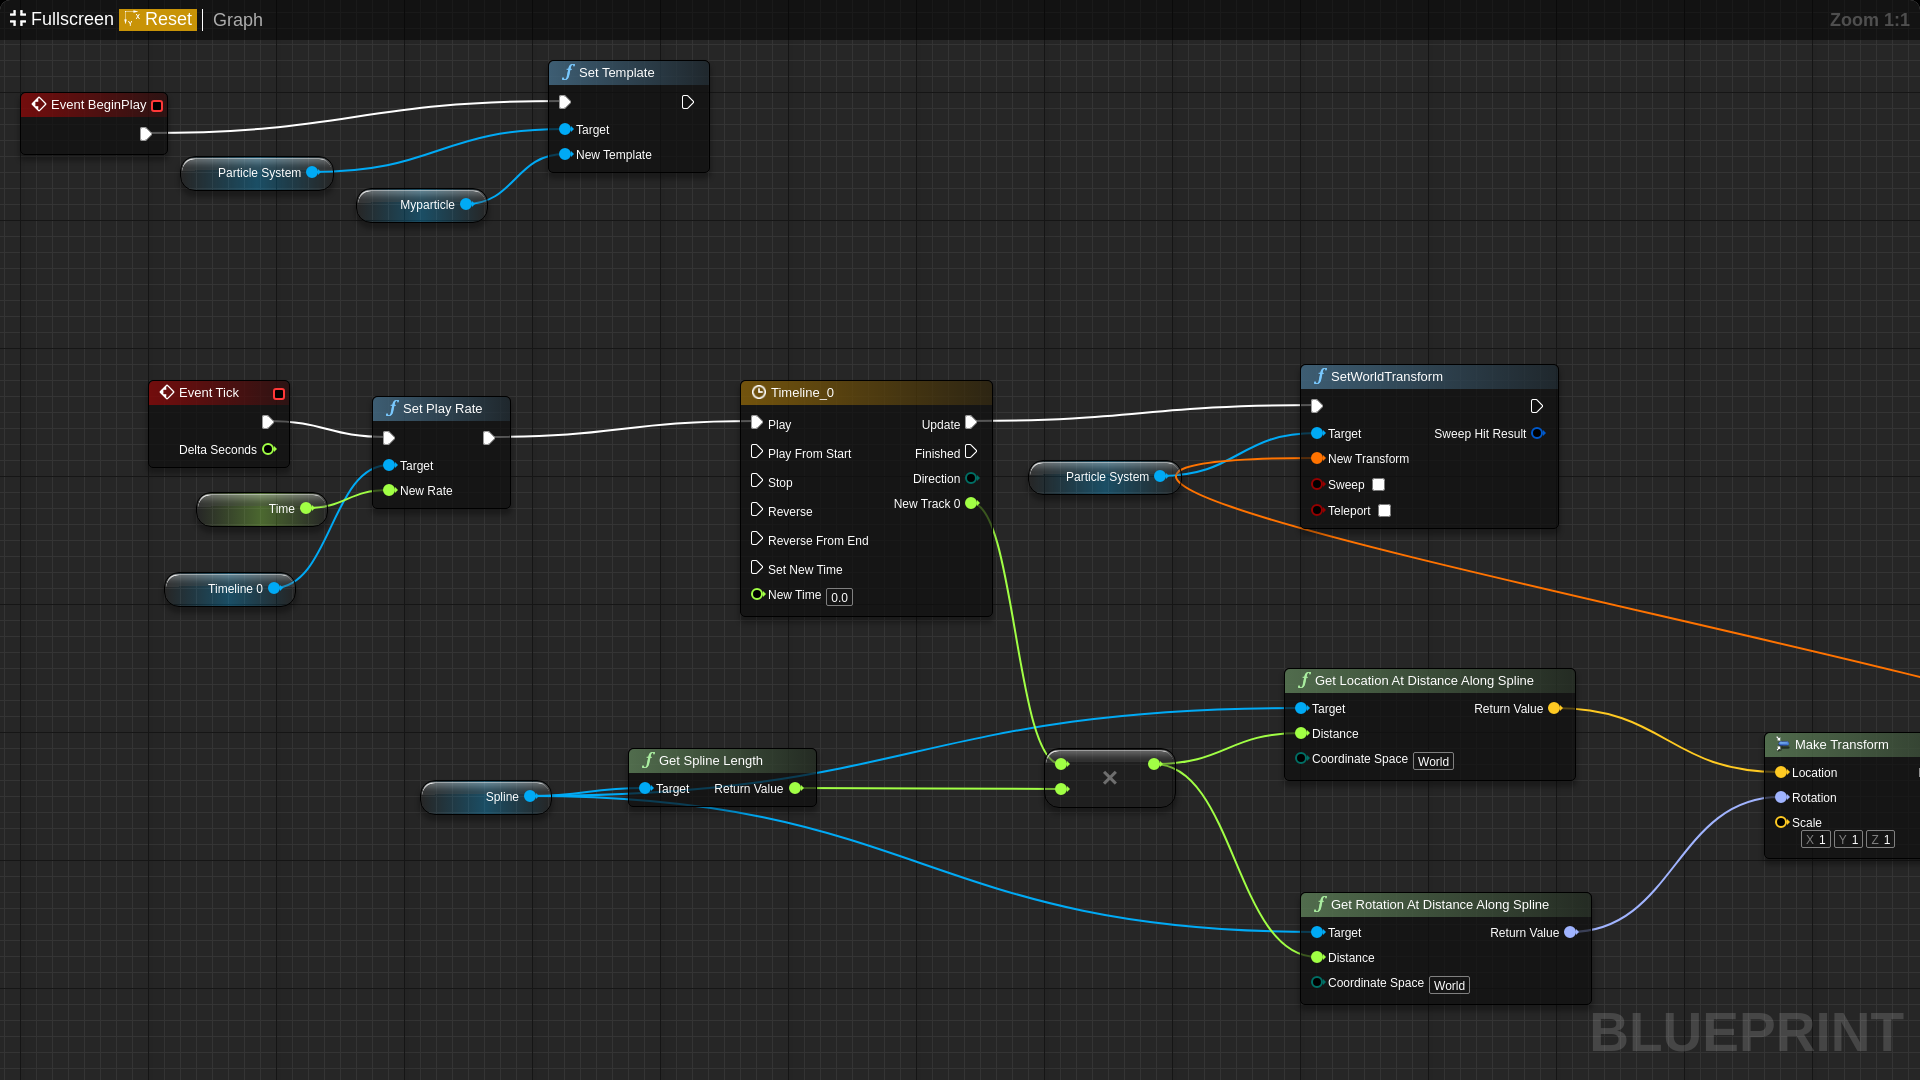 Fullscreen Reset Graph
Zoom 1:1
Set Template
Target
New Template
Event BeginPlay
Particle System
Myparticle
Event Tick
Delta Seconds
Set Play Rate
Target
New Rate
Time
Timeline 0
Timeline_0
Play Update
Play From Start Finished
Stop Direction
Reverse New Track 0
Reverse From End
Set New Time
New Time 0.0
Particle System
SetWorldTransform
Target Sweep Hit Result
New Transform
Sweep
Teleport
Spline
Get Spline Length
Target Return Value
Get Location At Distance Along Spline
Target Return Value
Distance
Coordinate Space World
Make Transform
Location
Rotation
Scale
X 1 Y 1 Z 1
Get Rotation At Distance Along Spline
Target Return Value
Distance
Coordinate Space World
BLUEPRINT